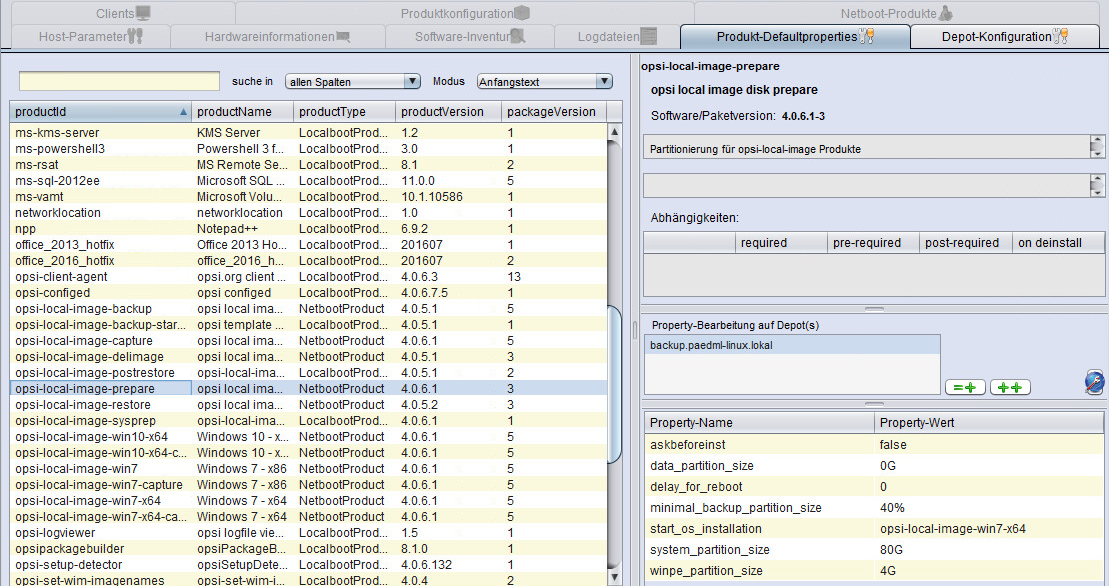 Clients
Produktkonfiguration
Netboot-Produkte
Host-Parameter
Hardwareinformationen
Software-Inventur
Logdateien
Produkt-Defaultproperties
Depot-Konfiguration
suche in allen Spalten Modus Anfangstext
productId productName productType productVersion packageVersion
ms-kms-server KMS Server LocalbootProd... 1.2 1
ms-powershell3 Powershell 3 f... LocalbootProd... 3.0 1
ms-rsat MS Remote Se... LocalbootProd... 8.1 2
ms-sql-2012ee Microsoft SQL ... LocalbootProd... 11.0.0 5
ms-vamt Microsoft Volu... LocalbootProd... 10.1.10586 1
networklocation networklocation LocalbootProd... 1.0 1
npp Notepad++ LocalbootProd... 6.9.2 1
office_2013_hotfix Office 2013 Ho... LocalbootProd... 201607 1
office_2016_hotfix office_2016_h... LocalbootProd... 201607 2
opsi-client-agent opsi.org client ... LocalbootProd... 4.0.6.3 13
opsi-configed opsi configed LocalbootProd... 4.0.6.7.5 1
opsi-local-image-backup opsi local ima... NetbootProduct 4.0.5.1 5
opsi-local-image-backup-star... opsi template ... LocalbootProd... 4.0.5.1 1
opsi-local-image-capture opsi local ima... NetbootProduct 4.0.6.1 5
opsi-local-image-delimage opsi local ima... NetbootProduct 4.0.5.1 3
opsi-local-image-postrestore opsi-local-ima... LocalbootProd... 4.0.5.1 2
opsi-local-image-prepare opsi local ima... NetbootProduct 4.0.6.1 3
opsi-local-image-restore opsi local ima... NetbootProduct 4.0.5.2 3
opsi-local-image-sysprep opsi-local-ima... LocalbootProd... 4.0.6.1 1
opsi-local-image-win10-x64 Windows 10 - x... NetbootProduct 4.0.6.1 5
opsi-local-image-win10-x64-c... Windows 10 - x... NetbootProduct 4.0.6.1 5
opsi-local-image-win7 Windows 7 - x86 NetbootProduct 4.0.6.1 5
opsi-local-image-win7-capture Windows 7 - x86 NetbootProduct 4.0.6.1 5
opsi-local-image-win7-x64 Windows 7 - x64 NetbootProduct 4.0.6.1 5
opsi-local-image-win7-x64-ca... Windows 7 - x64 NetbootProduct 4.0.6.1 5
opsi-logviewer opsi logfile vie... LocalbootProd... 1.5 1
opsipackagebuilder opsiPackageB... LocalbootProd... 8.1.0 1
opsi-setup-detector opsiSetupDete... LocalbootProd... 4.0.6.132 1
opsi-set-wim-imagenames opsi-set-wim-i... LocalbootProd... 4.0.4 2
opsi-local-image-prepare
opsi local image disk prepare
Software/Paketversion: 4.0.6.1-3
Partitionierung für opsi-local-image Produkte
Abhängigkeiten:
required pre-required post-required on deinstall
Property-Bearbeitung auf Depot(s)
backup.paedml-linux.lokal
Property-Name Property-Wert
askbeforeinst false
data_partition_size 0G
delay_for_reboot 0
minimal_backup_partition_size 40%
start_os_installation opsi-local-image-win7-x64
system_partition_size 80G
winpe_partition_size 4G